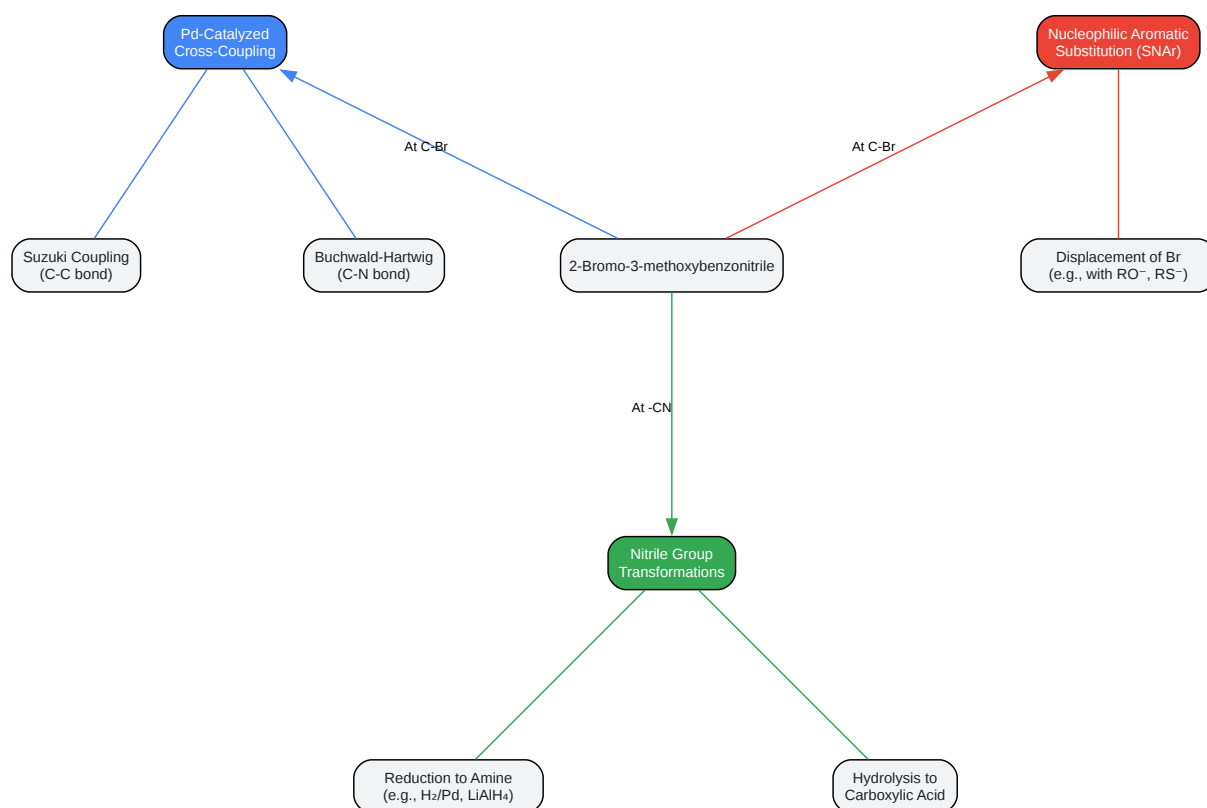 Pd-Catalyzed
Cross-Coupling
Nucleophilic Aromatic
Substitution (SNAr)
At C-Br
At C-Br
Suzuki Coupling
(C-C bond)
Buchwald-Hartwig
(C-N bond)
2-Bromo-3-methoxybenzonitrile
Displacement of Br
(e.g., with RO⁻, RS⁻)
At -CN
Nitrile Group
Transformations
Reduction to Amine
(e.g., H₂/Pd, LiAlH₄)
Hydrolysis to
Carboxylic Acid